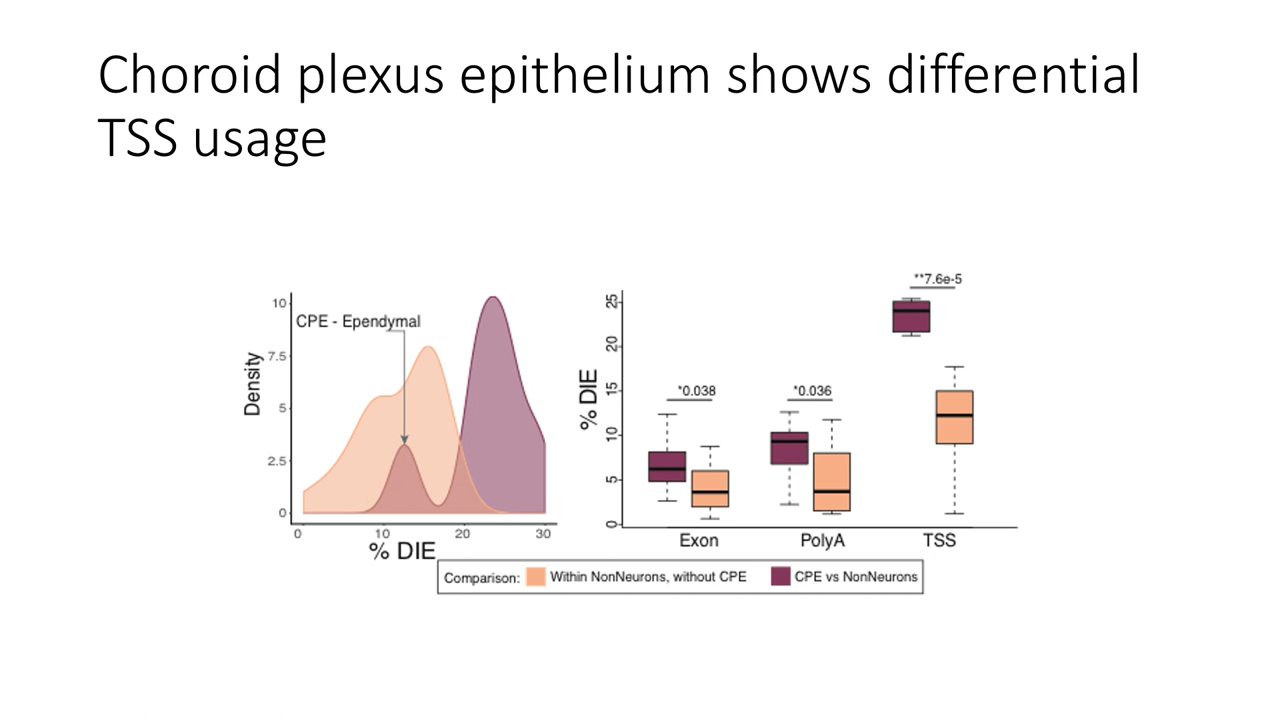 Choroid plexus epithelium shows differential
TSS usage
CPE - Ependymal
Density
10
7.5
5
2.5
0
0
10
20
30
% DIE
% DIE
25
20
15
10
5
0
*0.038
*0.036
**7.6e-5
Exon
PolyA
TSS
Comparison:
Within NonNeurons, without CPE
CPE vs NonNeurons